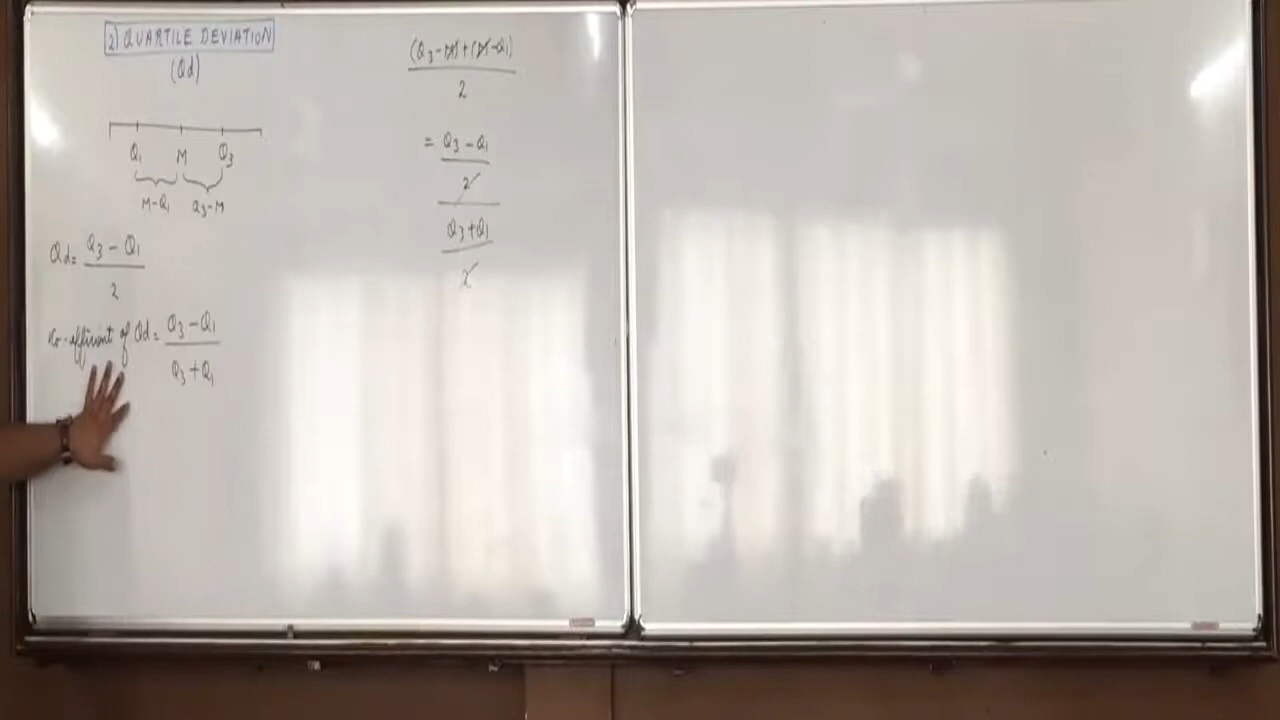 2) QUARTILE DEVIATION
(Qd)
Q₁ M Q₃
M-Q₁ Q₃-M
Qd = Q₃ - Q₁
2
Co-efficient of Qd = Q₃ - Q₁
Q₃ + Q₁
(Q₃ - M) + (M - Q₁)
2
= Q₃ - Q₁
2
Q₃ + Q₁
2